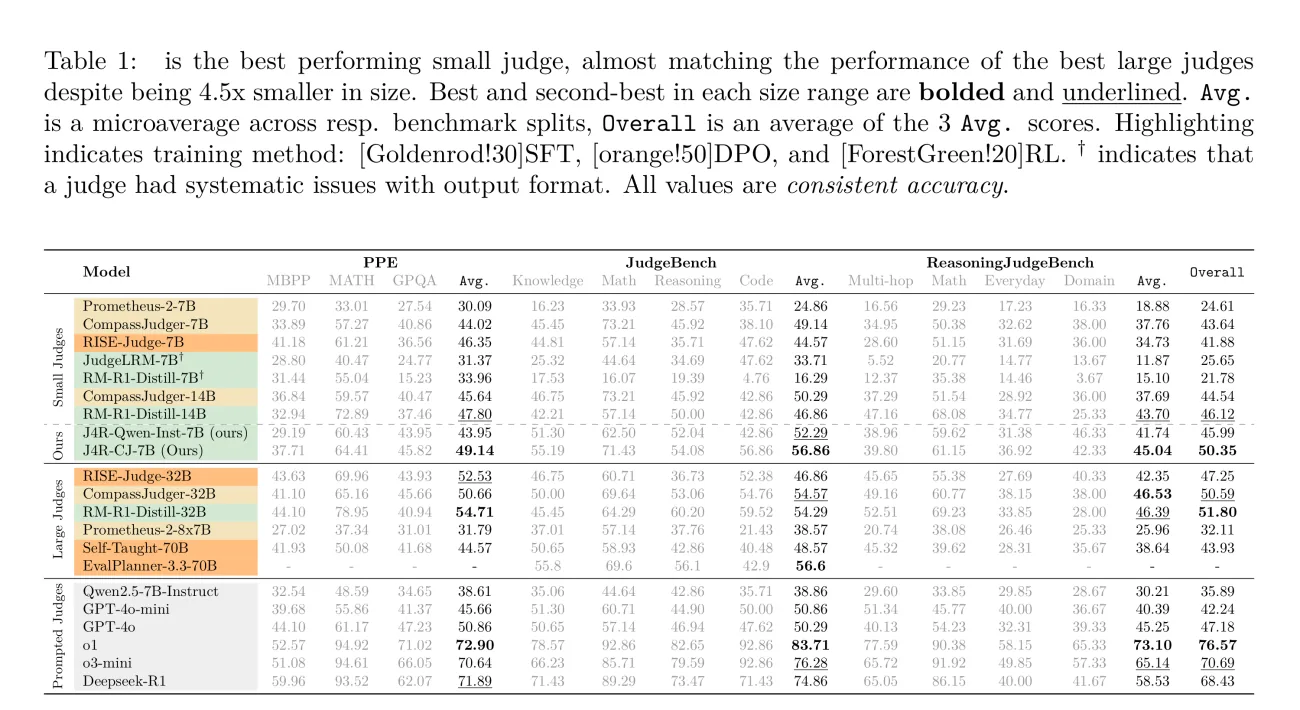 Table 1: is the best performing small judge, almost matching the performance of the best large judges
despite being 4.5x smaller in size. Best and second-best in each size range are bolded and underlined. Avg.
is a microaverage across resp. benchmark splits, Overall is an average of the 3 Avg. scores. Highlighting
indicates training method: [Goldenrod!30]SFT, [orange!50]DPO, and [ForestGreen!20]RL. † indicates that
a judge had systematic issues with output format. All values are consistent accuracy.
Model PPE JudgeBench ReasoningJudgeBench Overall
MBPP MATH GPQA Avg. Knowledge Math Reasoning Code Avg. Multi-hop Math Everyday Domain Avg.
Small Judges
Prometheus-2-7B 29.70 33.01 27.54 30.09 16.23 33.93 28.57 35.71 24.86 16.56 29.23 17.23 16.33 18.88 24.61
CompassJudger-7B 33.89 57.27 40.86 44.02 45.45 73.21 45.92 38.10 49.14 34.95 50.38 32.62 38.00 37.76 43.64
RISE-Judge-7B 41.18 61.21 36.56 46.35 44.81 57.14 35.71 47.62 44.57 28.60 51.15 31.69 36.00 34.73 41.88
JudgeLRM-7B† 28.80 40.47 24.77 31.37 25.32 44.64 34.69 47.62 33.71 5.52 20.77 14.77 13.67 11.87 25.65
RM-R1-Distill-7B† 31.44 55.04 15.23 33.96 17.53 16.07 19.39 4.76 16.29 12.37 35.38 14.46 3.67 15.10 21.78
CompassJudger-14B 36.84 59.57 40.47 45.64 46.75 73.21 45.92 42.86 50.29 37.29 51.54 28.92 36.00 37.69 44.54
RM-R1-Distill-14B 32.94 72.89 37.46 47.80 42.21 57.14 50.00 42.86 46.86 47.16 68.08 34.77 25.33 43.70 46.12
Ours
J4R-Qwen-Inst-7B (ours) 29.19 60.43 43.95 43.95 51.30 62.50 52.04 42.86 52.29 38.96 59.62 31.38 46.33 41.74 45.99
J4R-CJ-7B (Ours) 37.71 64.41 45.82 49.14 55.19 71.43 54.08 56.86 56.86 39.80 61.15 36.92 42.33 45.04 50.35
Large Judges
RISE-Judge-32B 43.63 69.96 43.93 52.53 46.75 60.71 36.73 52.38 46.86 45.65 55.38 27.69 40.33 42.35 47.25
CompassJudger-32B 41.10 65.16 45.66 50.66 50.00 69.64 53.06 54.76 54.57 49.16 60.77 38.15 38.00 46.53 50.59
RM-R1-Distill-32B 44.10 78.95 40.94 54.71 45.45 64.29 60.20 59.52 54.29 52.51 69.23 33.85 28.00 46.39 51.80
Prometheus-2-8x7B 27.02 37.34 31.01 31.79 37.01 57.14 37.76 21.43 38.57 20.74 38.08 26.46 25.33 25.96 32.11
Self-Taught-70B 41.93 50.08 41.68 44.57 50.65 58.93 42.86 40.48 48.57 45.32 39.62 28.31 35.67 38.64 43.93
EvalPlanner-3.3-70B - - - - 55.8 69.6 56.1 42.9 56.6 - - - - - -
Prompted Judges
Qwen2.5-7B-Instruct 32.54 48.59 34.65 38.61 35.06 44.64 42.86 35.71 38.86 29.60 33.85 29.85 28.67 30.21 35.89
GPT-4o-mini 39.68 55.86 41.37 45.66 51.30 60.71 44.90 50.00 50.86 51.34 45.77 40.00 36.67 40.39 42.24
GPT-4o 44.10 61.17 47.23 50.86 50.65 57.14 46.94 47.62 50.29 40.13 54.23 32.31 39.33 45.25 47.18
o1 52.57 94.92 71.02 72.90 78.57 92.86 82.65 92.86 83.71 77.59 90.38 58.15 65.33 73.10 76.57
o3-mini 51.08 94.61 66.05 70.64 66.23 85.71 79.59 92.86 76.28 65.72 91.92 49.85 57.33 65.14 70.69
Deepseek-R1 59.96 93.52 62.07 71.89 71.43 89.29 73.47 71.43 74.86 65.05 86.15 40.00 41.67 58.53 68.43